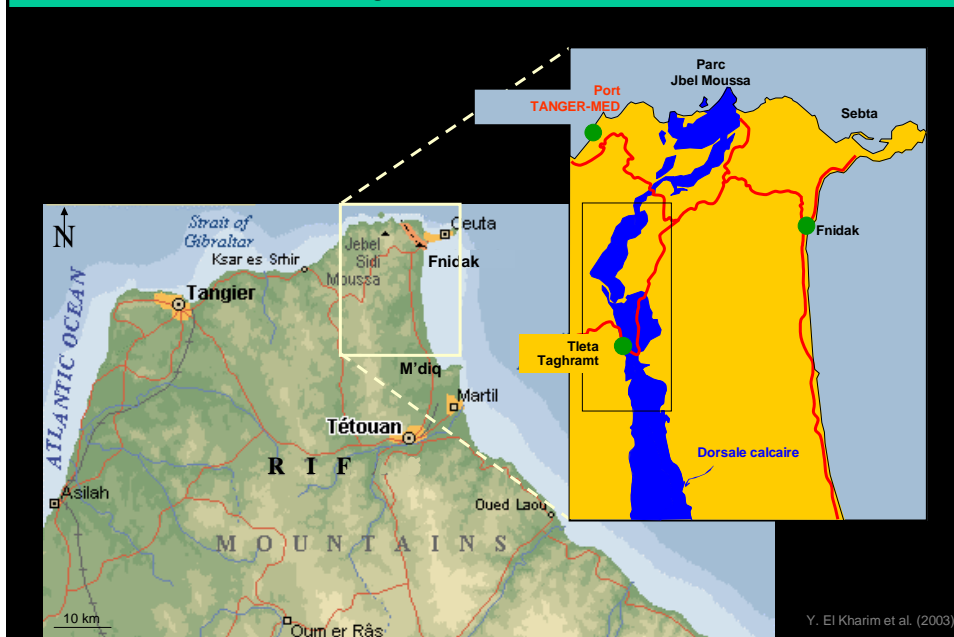 Parc
Jbel Moussa
Port
TANGER-MED
Sebta
Fnidak
Tleta
Taghramt
Dorsale calcaire
N
Strait of
Gibraltar
Ksar es Srhir
Jebel
Sidi
Moussa
Ceuta
Fnidak
Tangier
ATLANTIC OCEAN
M'diq
Martil
Tétouan
RIF
Asilah
Oued Laou
MOUNTAINS
10 km
Oum er Râs
Y. El Kharim et al. (2003)